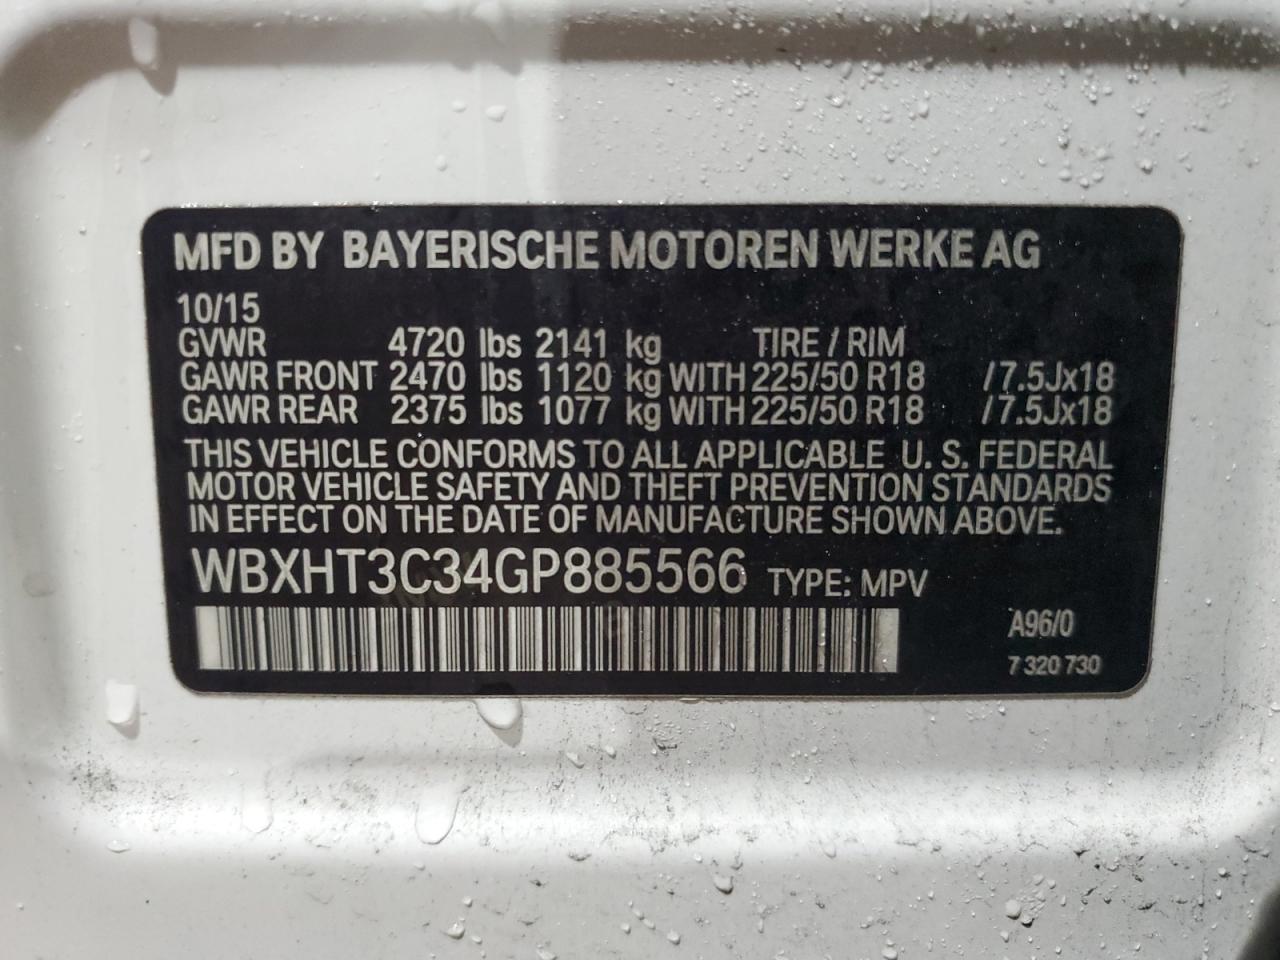 MFD BY BAYERISCHE MOTOREN WERKE AG
10/15
GVWR 4720 lbs 2141 kg TIRE / RIM
GAWR FRONT 2470 lbs 1120 kg WITH 225/50 R18 /7.5Jx18
GAWR REAR 2375 lbs 1077 kg WITH 225/50 R18 /7.5Jx18
THIS VEHICLE CONFORMS TO ALL APPLICABLE U. S. FEDERAL
MOTOR VEHICLE SAFETY AND THEFT PREVENTION STANDARDS
IN EFFECT ON THE DATE OF MANUFACTURE SHOWN ABOVE.
WBXHT3C34GP885566 TYPE: MPV
A96/0
7 320 730